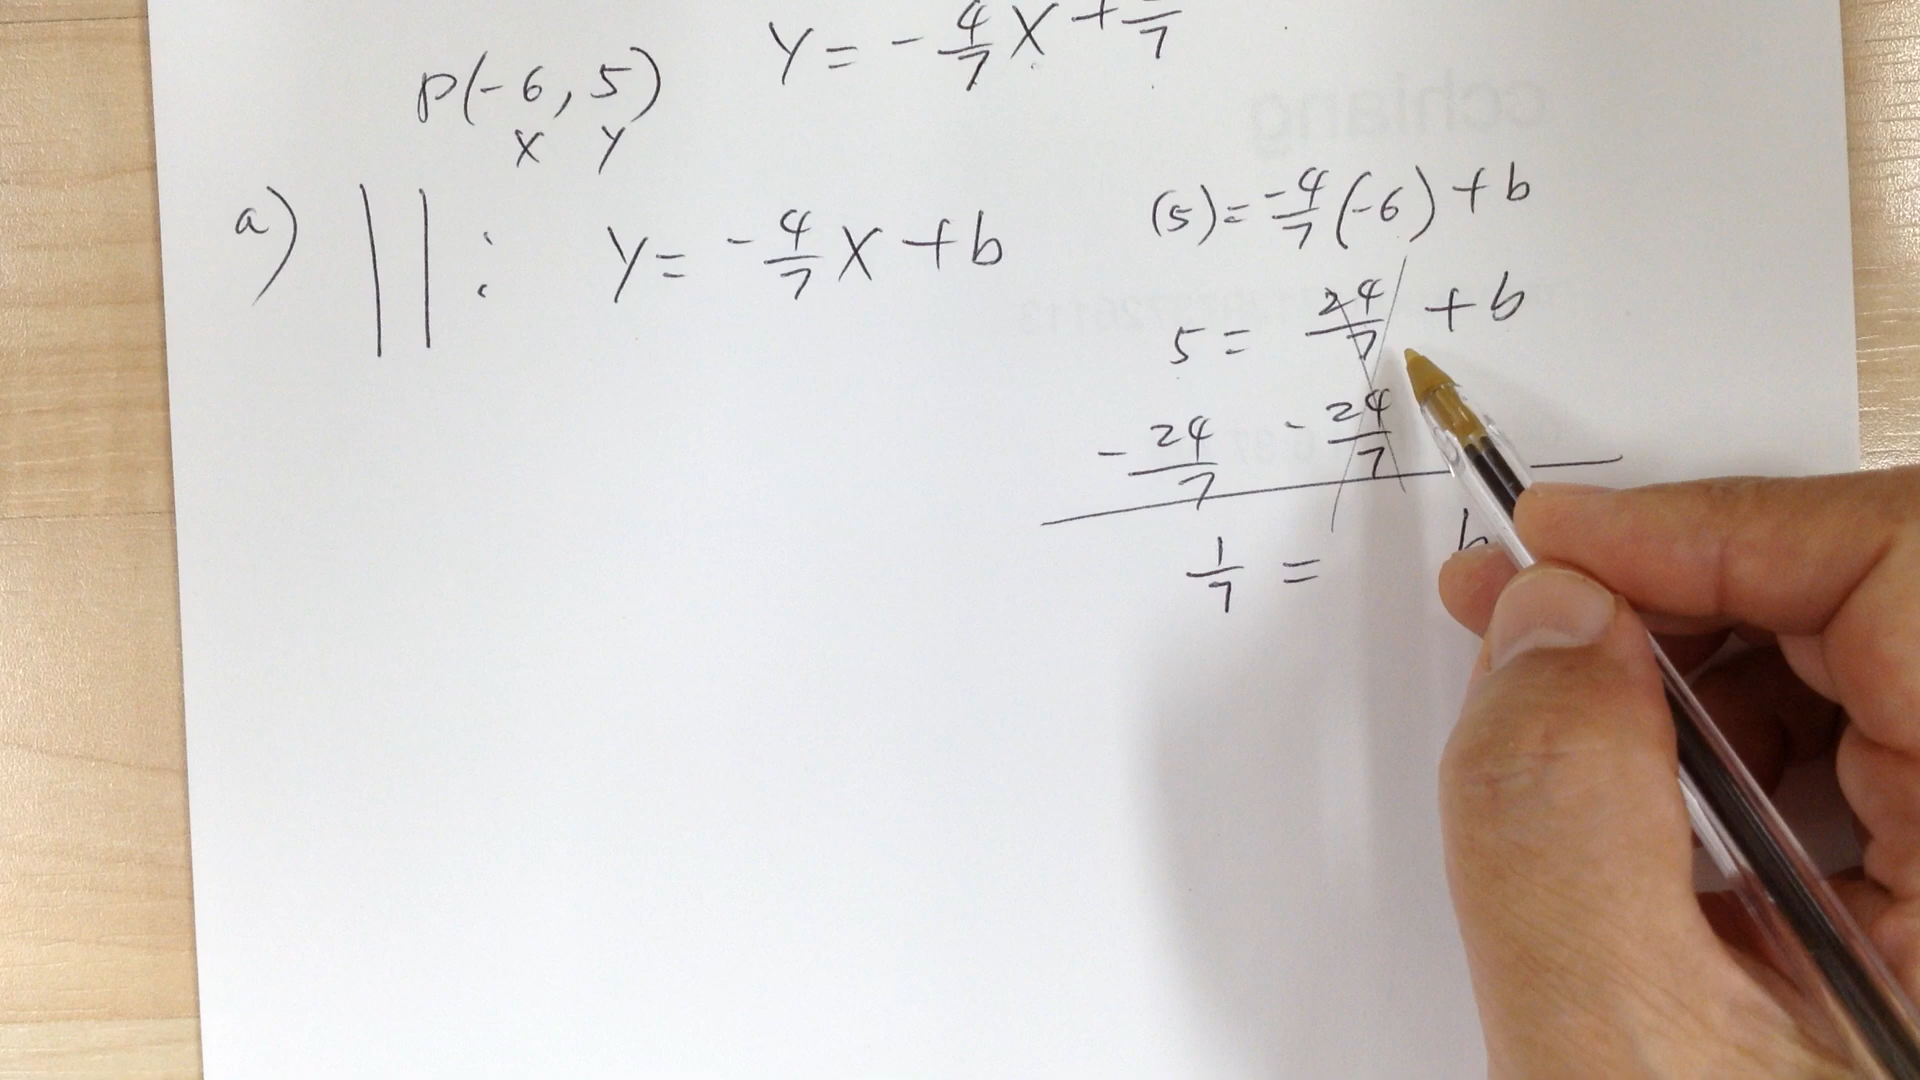 y = -4/7 x + /7
P(-6, 5)
x y
a) || : y = -4/7 x + b
(5) = -4/7 (-6) + b
5 = 24/7 + b
-24/7 -24/7
1/7 = b